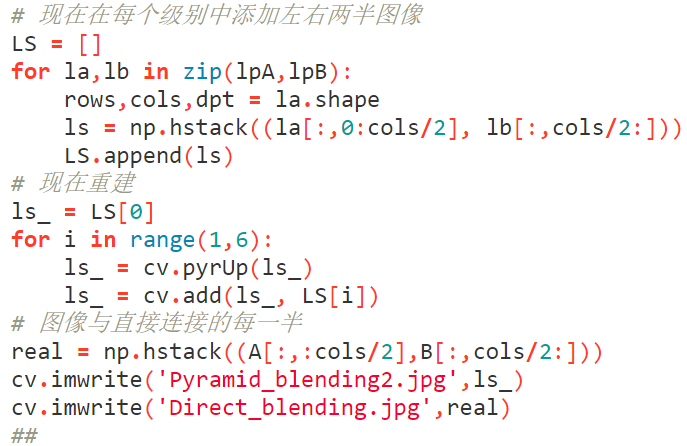 # 现在在每个级别中添加左右两半图像
LS = []
for la,lb in zip(lpA,lpB):
    rows,cols,dpt = la.shape
    ls = np.hstack((la[:,0:cols/2], lb[:,cols/2:]))
    LS.append(ls)
# 现在重建
ls_ = LS[0]
for i in range(1,6):
    ls_ = cv.pyrUp(ls_)
    ls_ = cv.add(ls_, LS[i])
# 图像与直接连接的每一半
real = np.hstack((A[:,:cols/2],B[:,cols/2:]))
cv.imwrite('Pyramid_blending2.jpg',ls_)
cv.imwrite('Direct_blending.jpg',real)
##